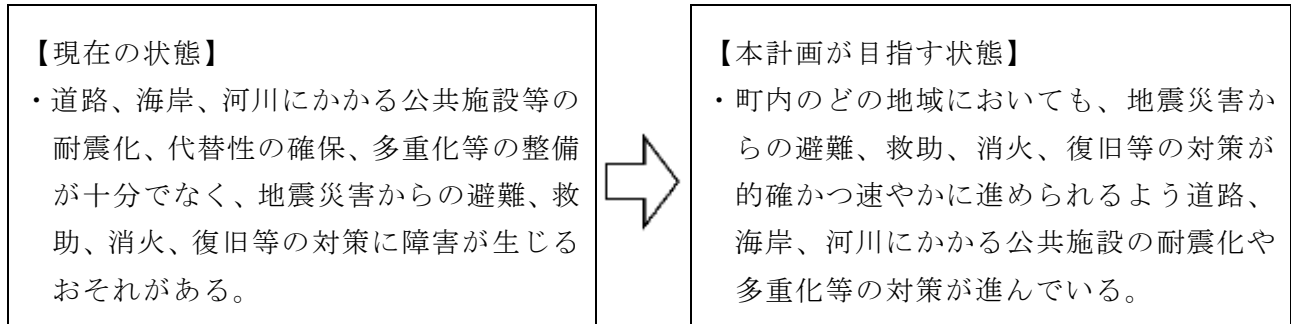 【現在の状態】
・道路、海岸、河川にかかる公共施設等の
耐震化、代替性の確保、多重化等の整備
が十分でなく、地震災害からの避難、救
助、消火、復旧等の対策に障害が生じる
おそれがある。
【本計画が目指す状態】
・町内のどの地域においても、地震災害か
らの避難、救助、消火、復旧等の対策が
的確かつ速やかに進められるよう道路、
海岸、河川にかかる公共施設の耐震化や
多重化等の対策が進んでいる。